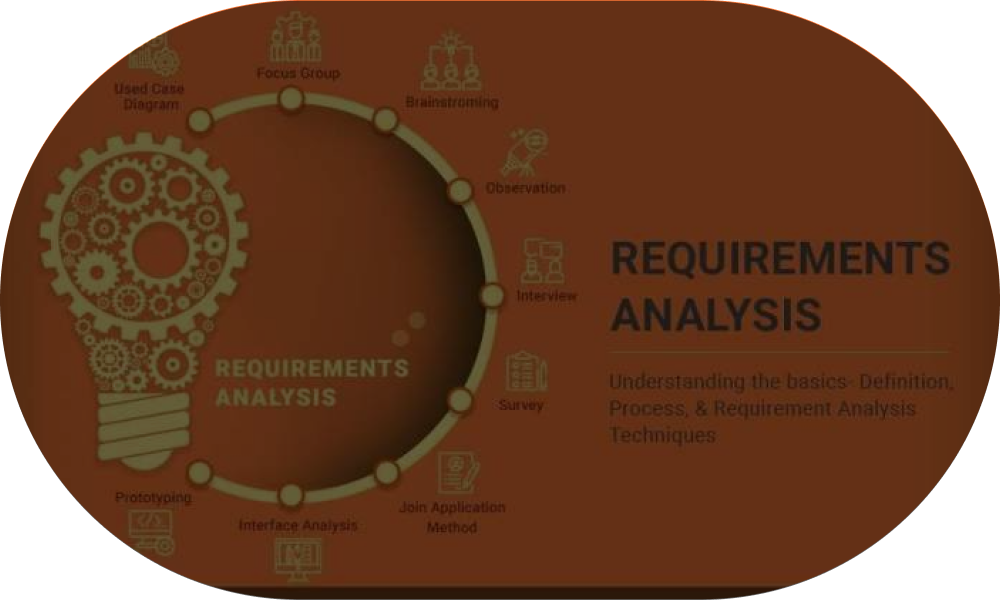 Used Case
Diagram
Focus Group
Brainstroming
Observation
Interview
Survey
Join Application
Method
Interface Analysis
Prototyping
REQUIREMENTS
ANALYSIS
REQUIREMENTS
ANALYSIS
Understanding the basics- Definition,
Process, & Requirement Analysis
Techniques